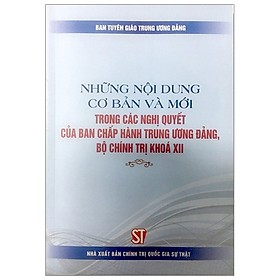 BAN TUYÊN GIÁO TRUNG ƯƠNG ĐẢNG
NHỮNG NỘI DUNG
CƠ BẢN VÀ MỚI
TRONG CÁC NGHỊ QUYẾT
CỦA BAN CHẤP HÀNH TRUNG ƯƠNG ĐẢNG,
BỘ CHÍNH TRỊ KHOÁ XII
ST
NHÀ XUẤT BẢN CHÍNH TRỊ QUỐC GIA SỰ THẬT